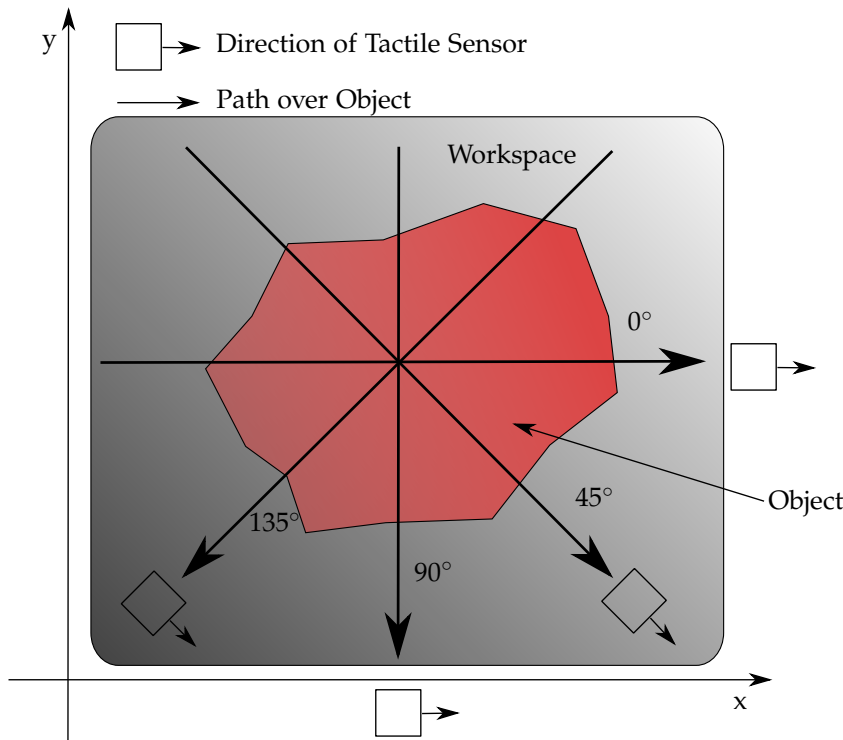 y
Direction of Tactile Sensor
Path over Object
Workspace
0°
45°
Object
135°
90°
x